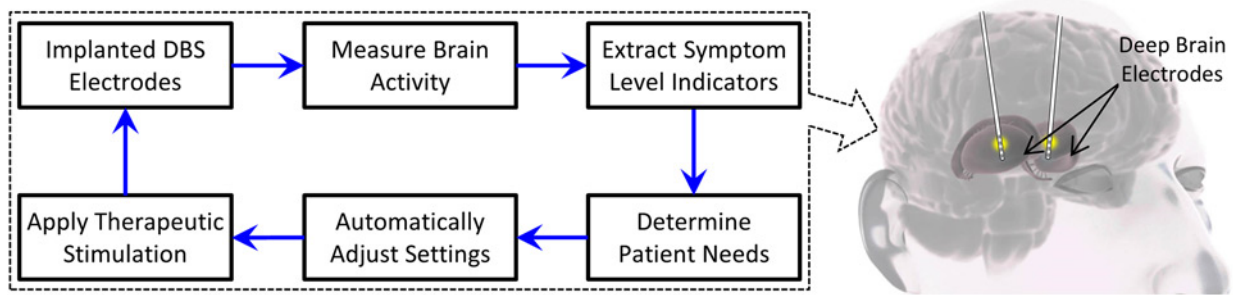 Implanted DBS
Electrodes
Measure Brain
Activity
Extract Symptom
Level Indicators
Deep Brain
Electrodes
Apply Therapeutic
Stimulation
Automatically
Adjust Settings
Determine
Patient Needs